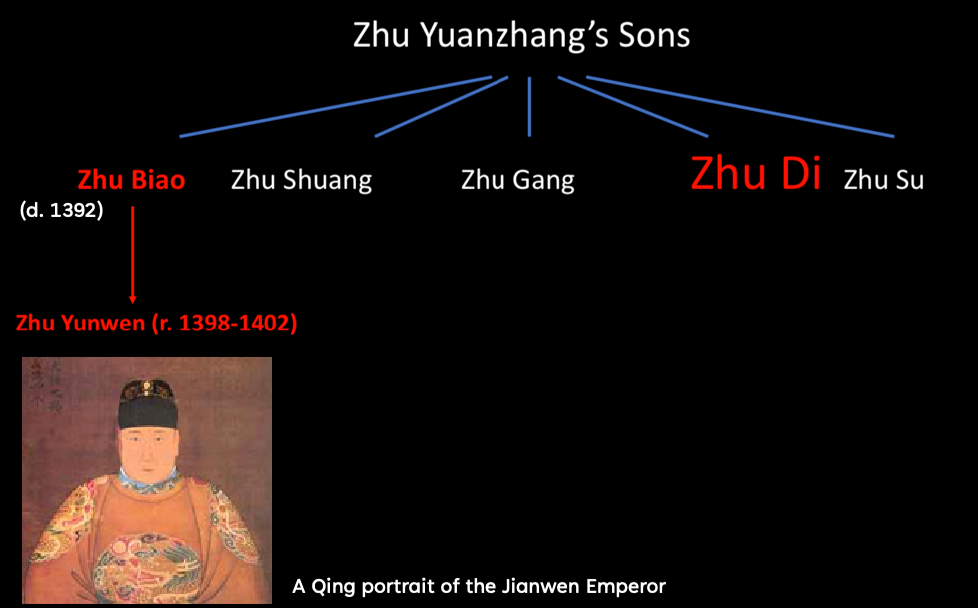 Zhu Yuanzhang’s Sons
Zhu Biao
Zhu Shuang
Zhu Gang
Zhu Di
Zhu Su
(d. 1392)
Zhu Yunwen (r. 1398-1402)
A Qing portrait of the Jianwen Emperor